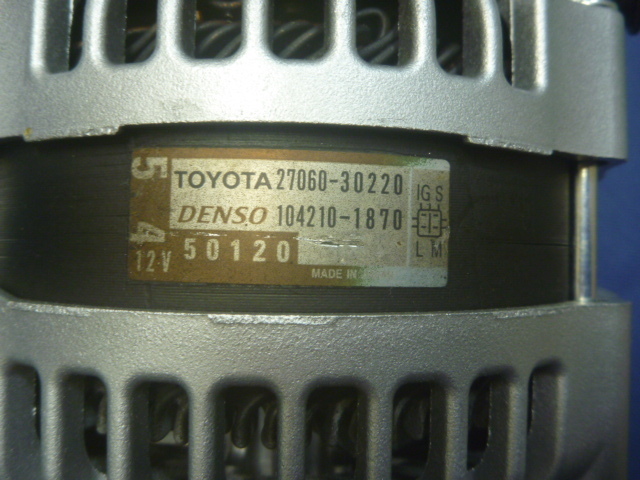 5 4
TOYOTA 27060-30220
DENSO 104210-1870
12V 50120
MADE IN
IG S
L M